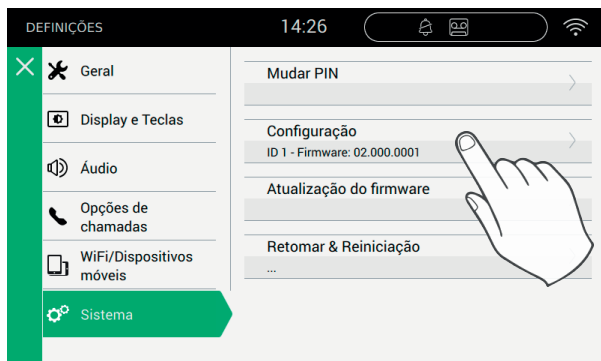 DEFINIÇÕES
14:26
Geral
Display e Teclas
Áudio
Opções de
chamadas
WiFi/Dispositivos
móveis
Sistema
Mudar PIN
Configuração
ID 1 - Firmware: 02.000.0001
Atualização do firmware
Retomar & Reiniciação
...